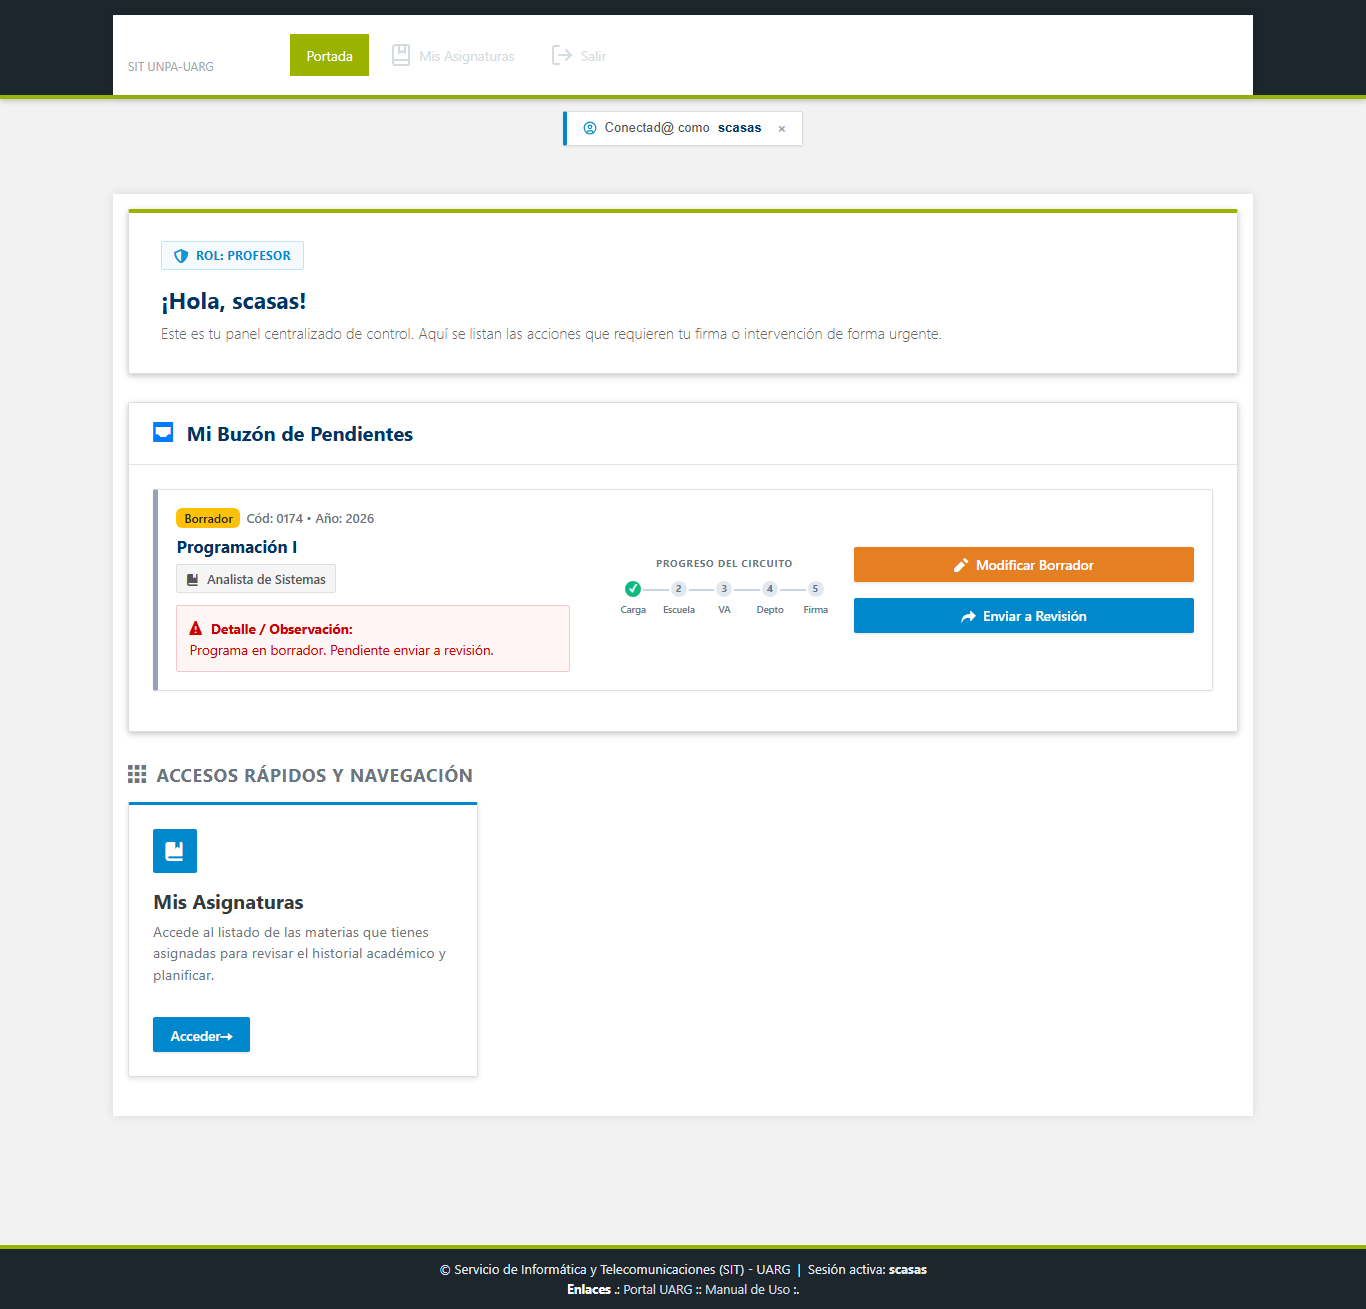 SIT UNPA-UARG
Portada
Mis Asignaturas
Salir
Conectad@ como scasas ×
ROL: PROFESOR
¡Hola, scasas!
Este es tu panel centralizado de control. Aquí se listan las acciones que requieren tu firma o intervención de forma urgente.
Mi Buzón de Pendientes
Borrador Cód: 0174 • Año: 2026
Programación I
Analista de Sistemas
Detalle / Observación:
Programa en borrador. Pendiente enviar a revisión.
PROGRESO DEL CIRCUITO
2 3 4 5
Carga Escuela VA Depto Firma
Modificar Borrador
Enviar a Revisión
ACCESOS RÁPIDOS Y NAVEGACIÓN
Mis Asignaturas
Accede al listado de las materias que tienes
asignadas para revisar el historial académico y
planificar.
Acceder→
© Servicio de Informática y Telecomunicaciones (SIT) - UARG | Sesión activa: scasas
Enlaces .: Portal UARG :: Manual de Uso :.